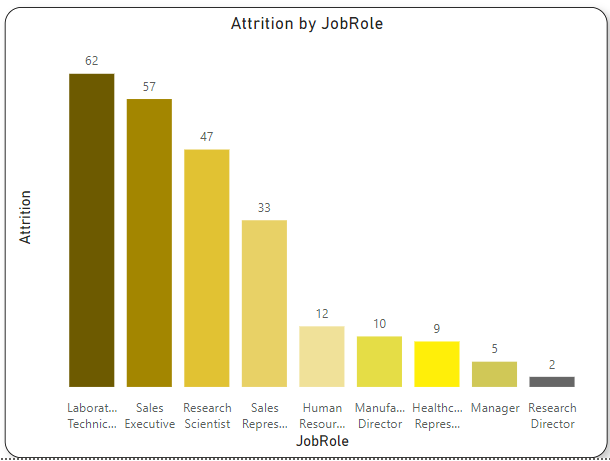 Attrition by JobRole
62
57
47
33
12
10
9
5
2
Attrition
Laborat... Sales Research Sales Human Manufa... Healthc... Manager Research
Technic... Executive Scientist Repres... Resour... Director Repres... Director
JobRole